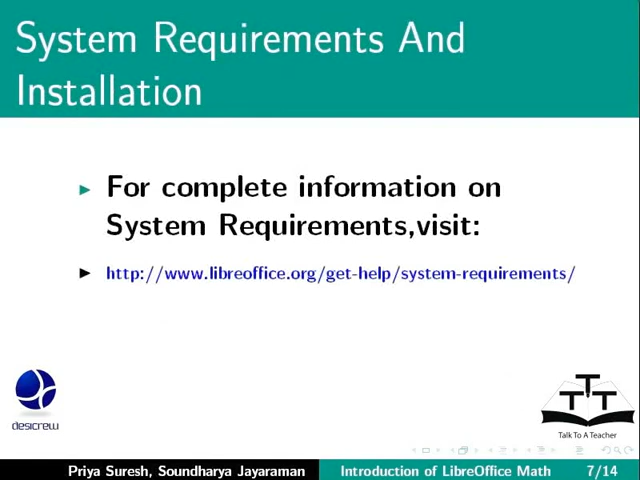 System Requirements And
Installation
For complete information on
System Requirements,visit:
http://www.libreoffice.org/get-help/system-requirements/
desicrew
T T T
Talk To A Teacher
Priya Suresh, Soundharya Jayaraman
Introduction of LibreOffice Math
7/14